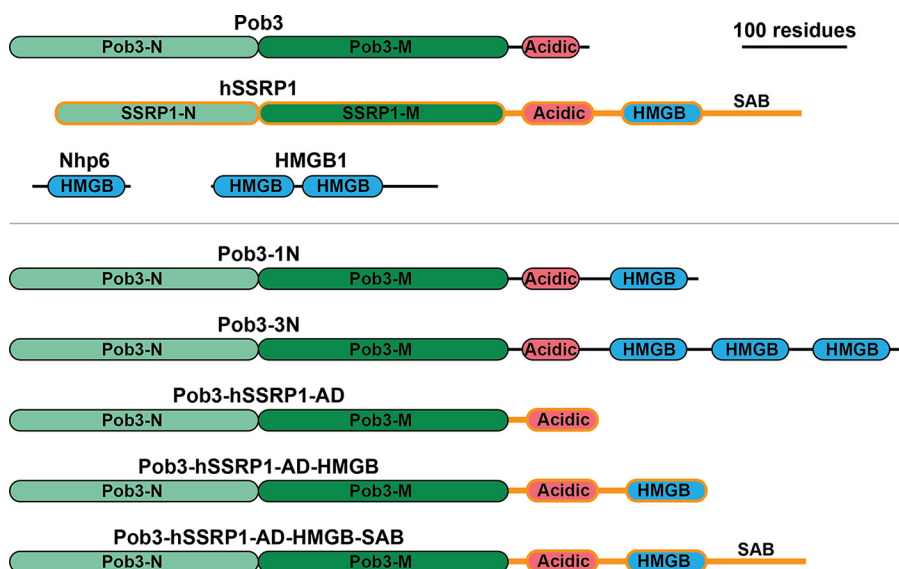 Pob3
100 residues
Pob3-N Pob3-M Acidic
hSSRP1
SSRP1-N SSRP1-M Acidic HMGB SAB
Nhp6 HMGB1
HMGB HMGB HMGB
Pob3-1N
Pob3-N Pob3-M Acidic HMGB
Pob3-3N
Pob3-N Pob3-M Acidic HMGB HMGB HMGB
Pob3-hSSRP1-AD
Pob3-N Pob3-M Acidic
Pob3-hSSRP1-AD-HMGB
Pob3-N Pob3-M Acidic HMGB
Pob3-hSSRP1-AD-HMGB-SAB
Pob3-N Pob3-M Acidic HMGB SAB